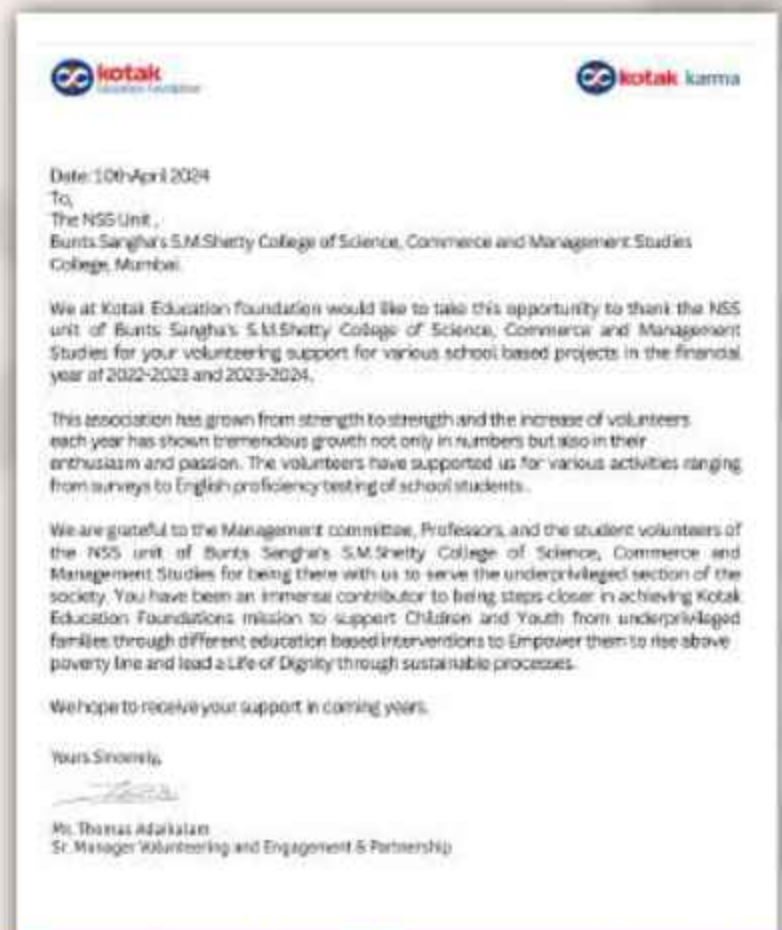 kotak
Education Foundation
kotak karma
Date: 10th April 2024
To,
The NSS Unit ,
Bunts Sangha's S.M.Shetty College of Science, Commerce and Management Studies
College, Mumbai.
We at Kotak Education foundation would like to take this opportunity to thank the NSS
unit of Bunts Sangha's S.M.Shetty College of Science, Commerce and Management
Studies for your volunteering support for various school based projects in the financial
year of 2022-2023 and 2023-2024.
This association has grown from strength to strength and the increase of volunteers
each year has shown tremendous growth not only in numbers but also in their
enthusiasm and passion. The volunteers have supported us for various activities ranging
from surveys to English proficiency testing of school students.
We are grateful to the Management committee, Professors, and the student volunteers of
the NSS unit of Bunts Sangha's S.M.Shetty College of Science, Commerce and
Management Studies for being there with us to serve the underprivileged section of the
society. You have been an immense contributor to being steps closer in achieving Kotak
Education Foundations mission to support Children and Youth from underprivileged
families through different education based interventions to Empower them to rise above
poverty line and lead a Life of Dignity through sustainable processes.
We hope to receive your support in coming years.
Yours Sincerely,
Mr. Thomas Adaikalam
Sr. Manager Volunteering and Engagement & Partnership